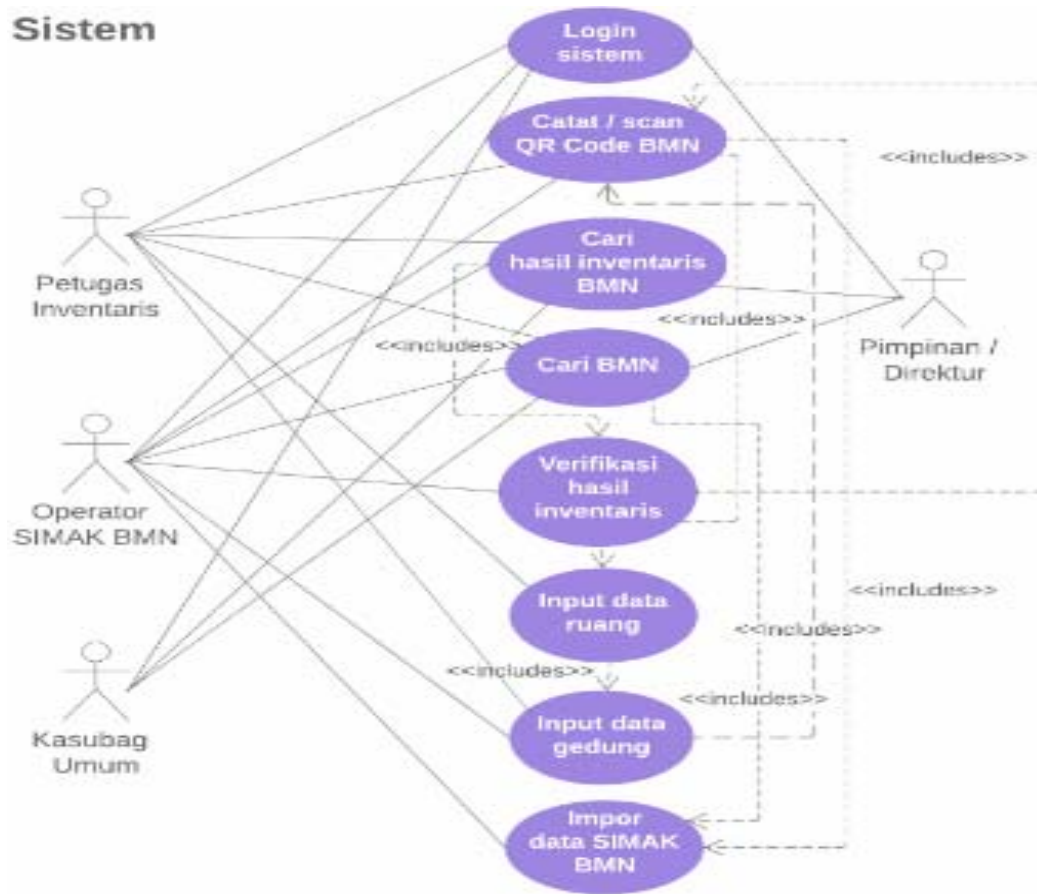 Sistem
Login
sistem
Catat / scan
QR Code BMN
<<includes>>
Cari
hasil inventaris
BMN
Petugas
Inventaris
<<includes>>
<<includes>>
Pimpinan /
Direktur
Cari BMN
Verifikasi
hasil
inventaris
Operator
SIMAK BMN
Input data
ruang
<<includes>>
<<includes>>
<<includes>>
<<includes>>
Input data
gedung
Kasubag
Umum
Impor
data SIMAK
BMN